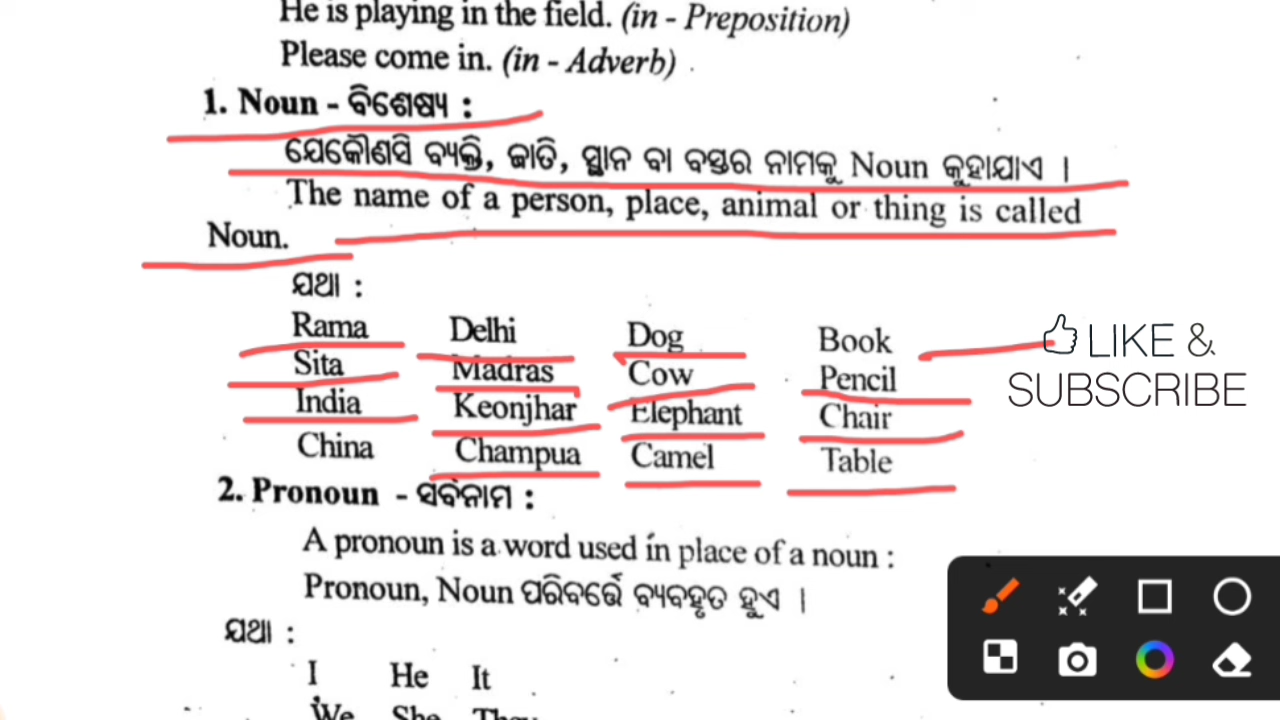 He is playing in the field. (in - Preposition)
Please come in. (in - Adverb)
1. Noun - ବିଶେଷ୍ୟ :
ଯେକୌଣସି ବ୍ୟକ୍ତି, ଜାତି, ସ୍ଥାନ ବା ବସ୍ତୁର ନାମକୁ Noun କୁହାଯାଏ ।
The name of a person, place, animal or thing is called
Noun.
ଯଥା :
Rama Delhi Dog Book
Sita Madras Cow Pencil
India Keonjhar Elephant Chair
China Champua Camel Table
LIKE &
SUBSCRIBE
2. Pronoun - ସର୍ବନାମ :
A pronoun is a word used in place of a noun :
Pronoun, Noun ପରିବର୍ତ୍ତେ ବ୍ୟବହୃତ ହୁଏ ।
ଯଥା :
I He It
We She They